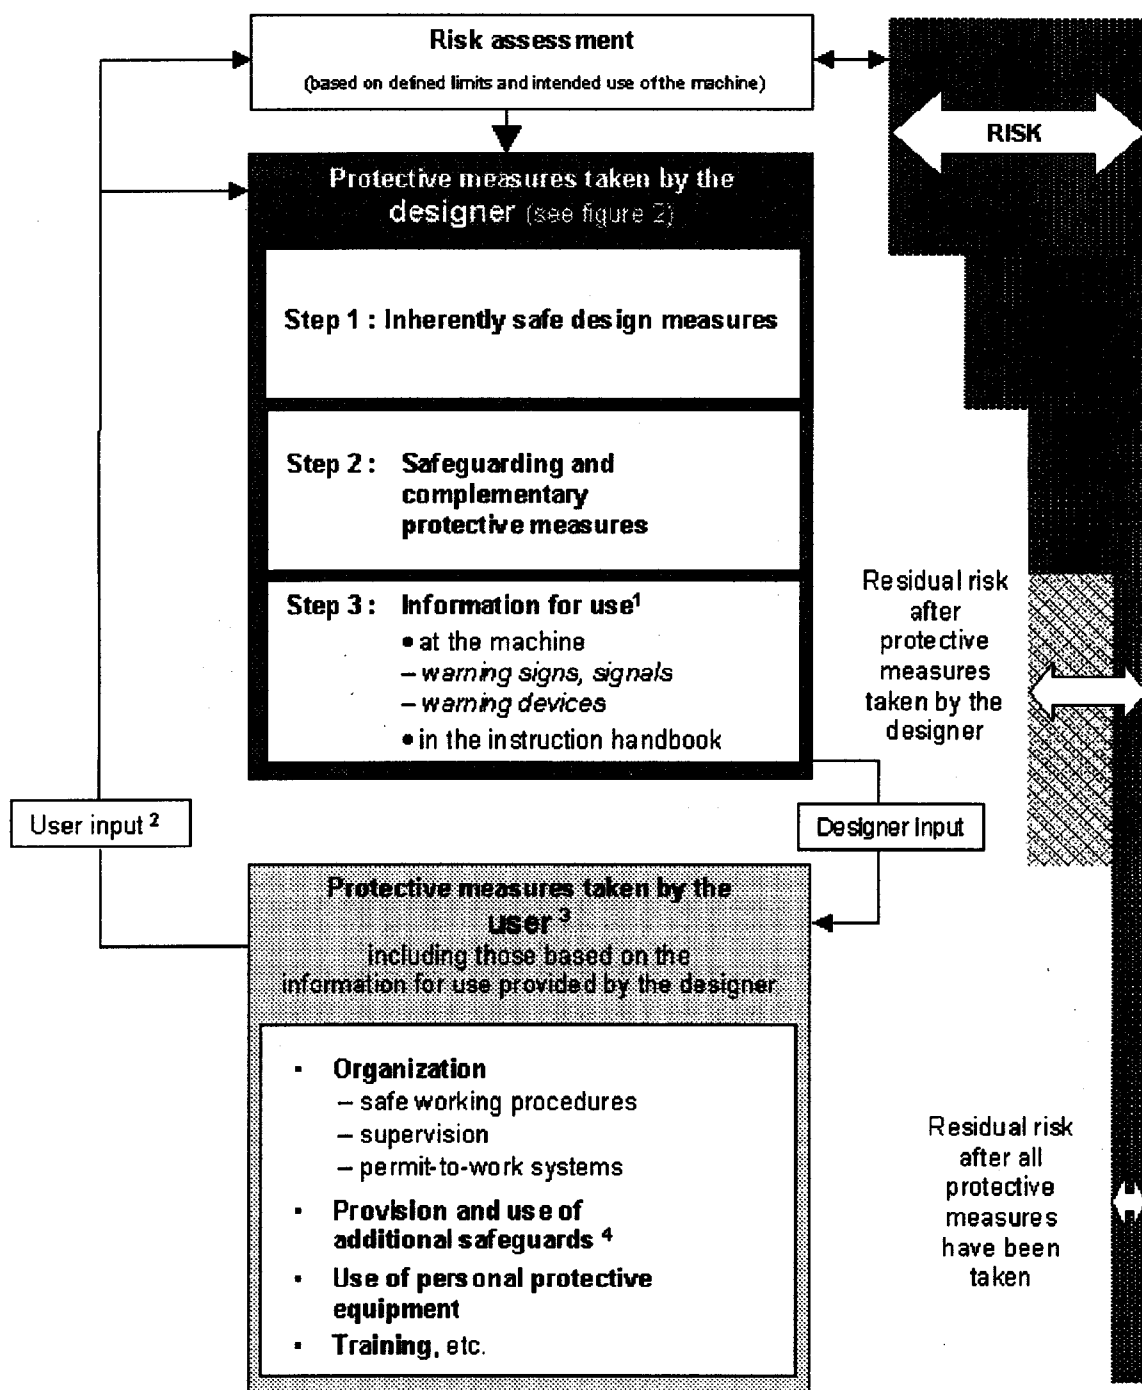 Risk assessment
(based on defined limits and intended use of the machine)
RISK
Protective measures taken by the
designer (see figure 2)
Step 1 : Inherently safe design measures
Step 2 : Safeguarding and
complementary
protective measures
Step 3 : Information for use¹
• at the machine
– warning signs, signals
– warning devices
• in the instruction handbook
Residual risk
after
protective
measures
taken by the
designer
User input ²
Designer Input
Protective measures taken by the
user ³
including those based on the
information for use provided by the designer
▪ Organization
– safe working procedures
– supervision
– permit-to-work systems
▪ Provision and use of
additional safeguards ⁴
▪ Use of personal protective
equipment
▪ Training, etc.
Residual risk
after all
protective
measures
have been
taken